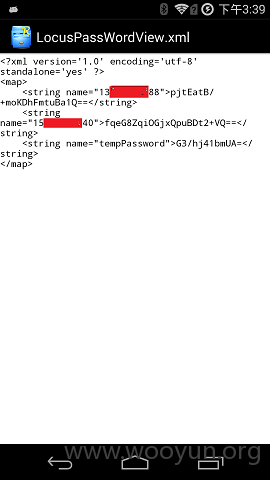 下午3:39
LocusPassWordView.xml
<?xml version='1.0' encoding='utf-8'
standalone='yes' ?>
<map>
<string name="13 88">pjtEatB/
+moKDhFmtuBa1Q==</string>
<string
name="15 40">fqeG8ZqiOGjxQpuBDt2+VQ==</
string>
<string name="tempPassword">G3/hj41bmUA=</
string>
</map>
www.wooyun.org